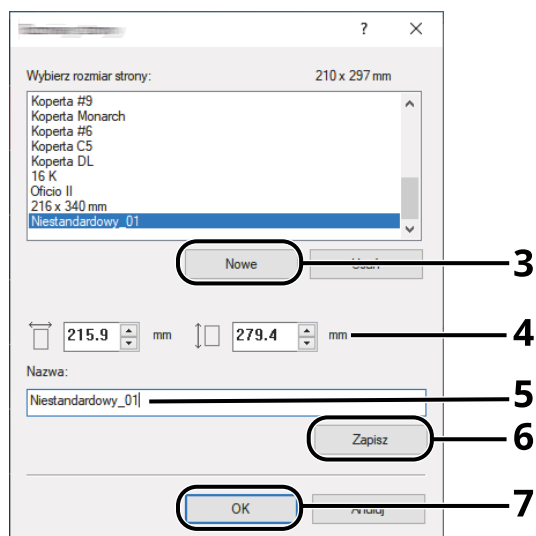 ?
Wybierz rozmiar strony: 210 x 297 mm
Koperta #9
Koperta Monarch
Koperta #6
Koperta C5
Koperta DL
16 K
Oficio II
216 x 340 mm
Niestandardowy_01
Nowe Usuń 3
215.9 mm 279.4 mm 4
Nazwa:
Niestandardowy_01 5
Zapisz 6
OK Anuluj 7